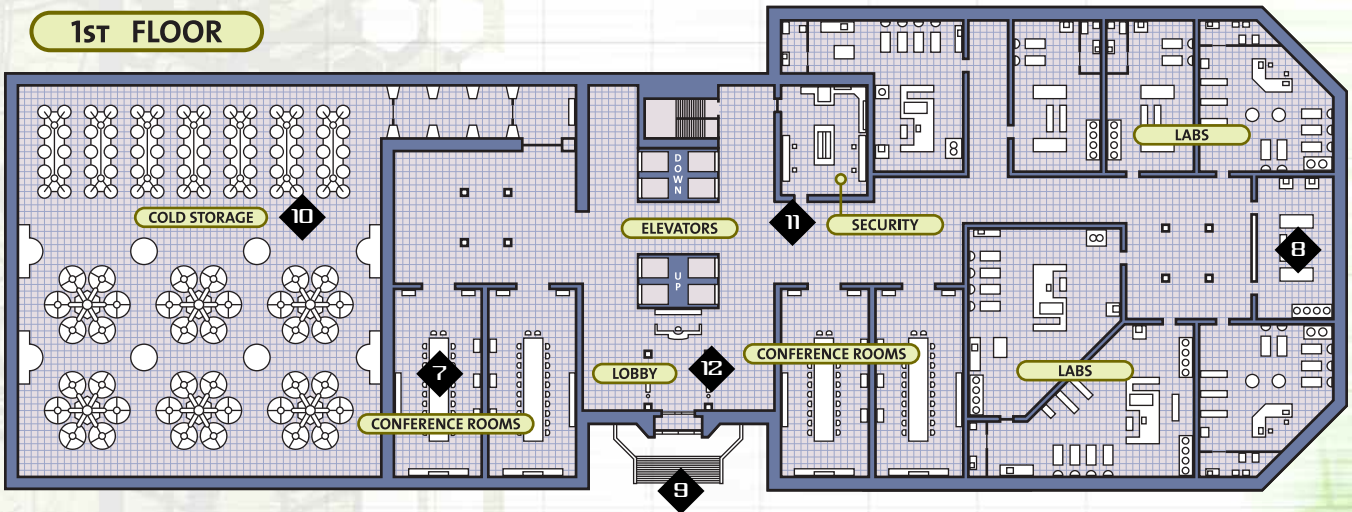 1ST FLOOR
LABS
COLD STORAGE
10
DOWN
11
ELEVATORS
SECURITY
8
UP
CONFERENCE ROOMS
12
LOBBY
7
LABS
CONFERENCE ROOMS
9